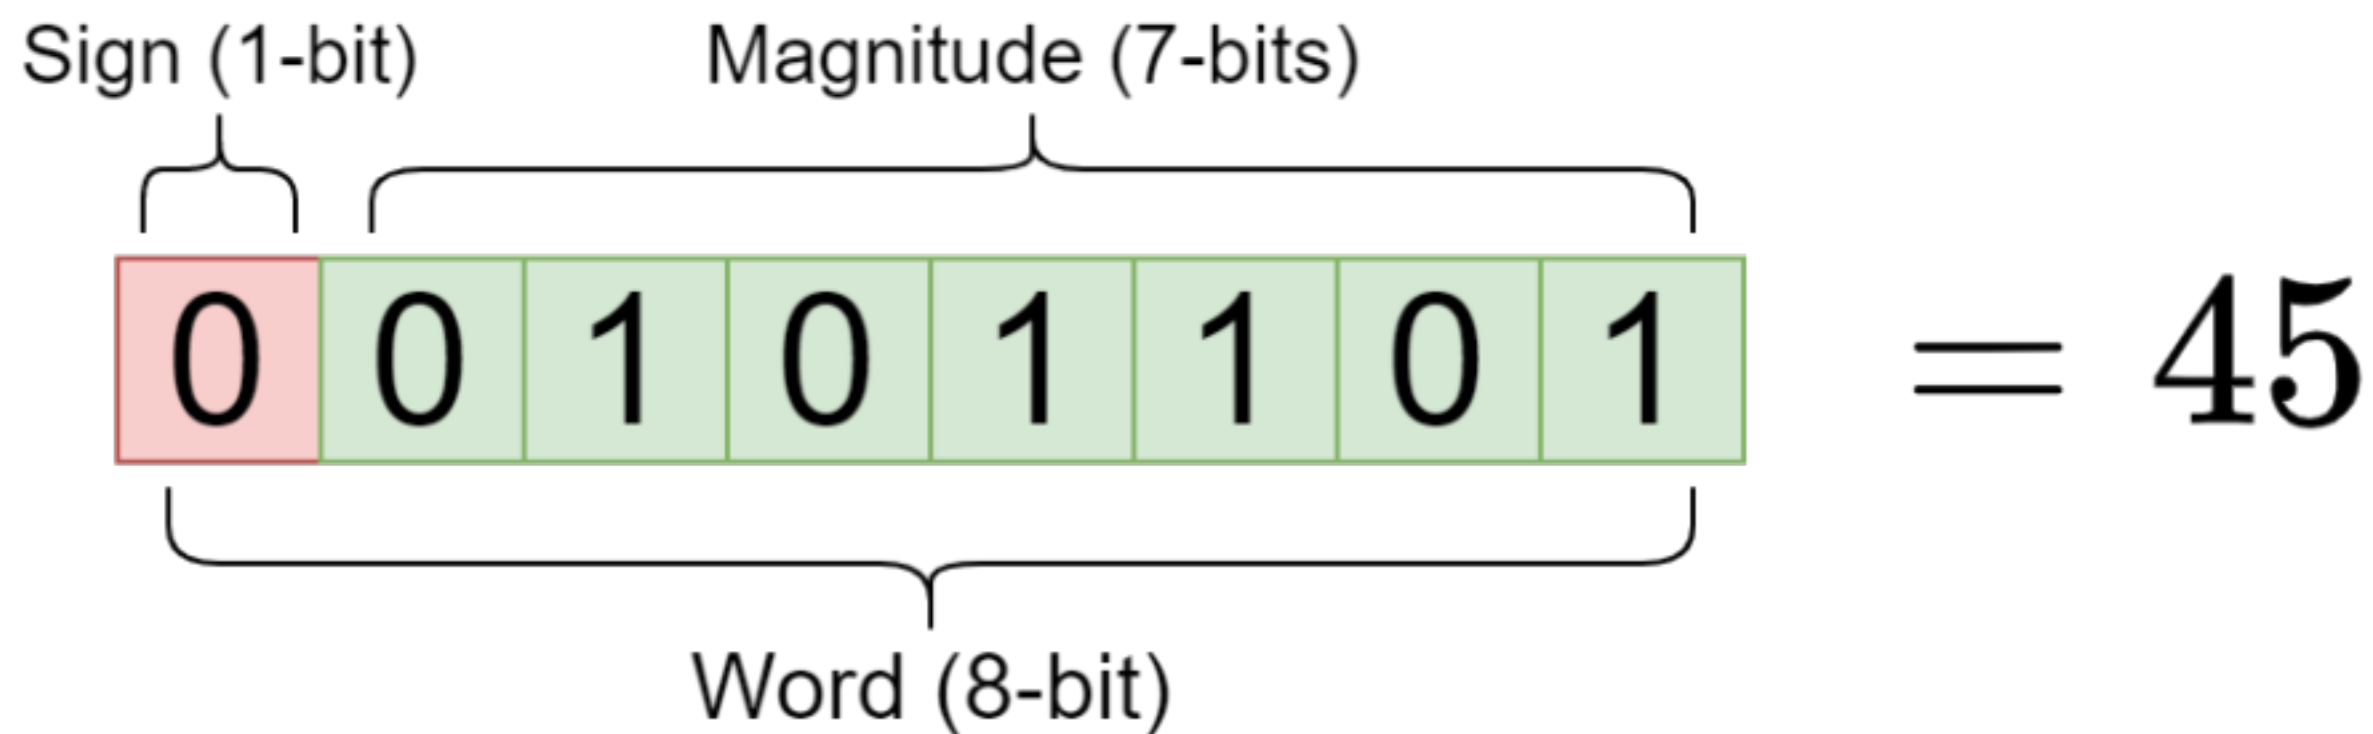 Sign (1-bit) Magnitude (7-bits)
0 0 1 0 1 1 0 1 = 45
Word (8-bit)